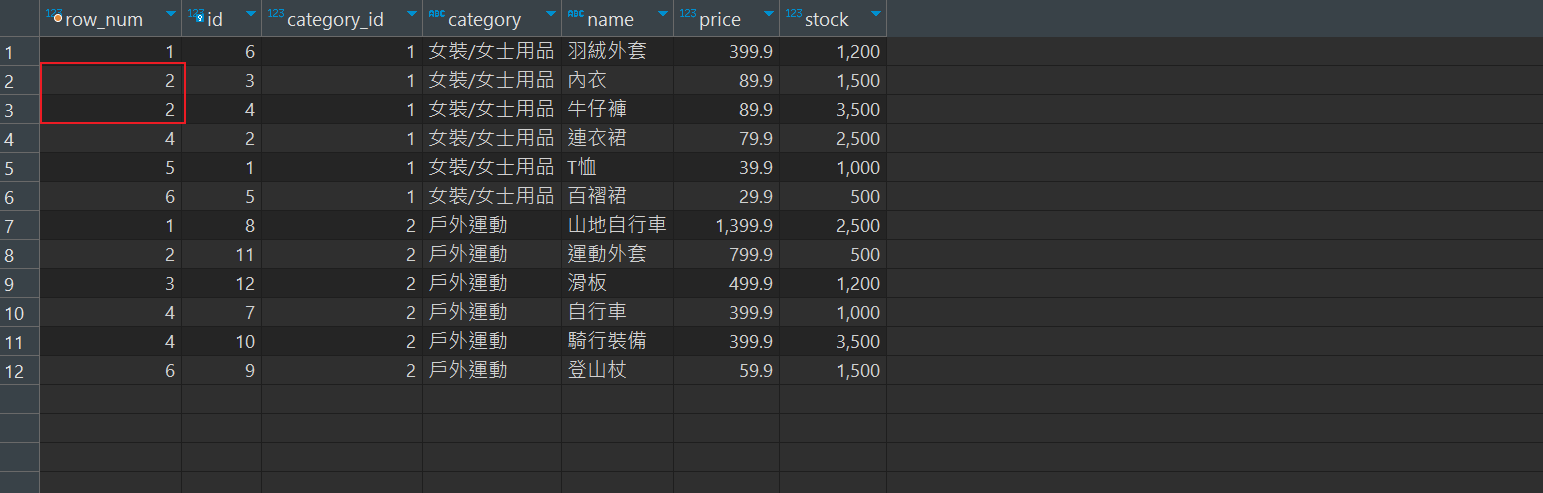 123 row_num 123 id 123 category_id ABC category ABC name 123 price 123 stock
1 1 6 1 女裝/女士用品 羽絨外套 399.9 1,200
2 2 3 1 女裝/女士用品 內衣 89.9 1,500
3 2 4 1 女裝/女士用品 牛仔褲 89.9 3,500
4 4 2 1 女裝/女士用品 連衣裙 79.9 2,500
5 5 1 1 女裝/女士用品 T恤 39.9 1,000
6 6 5 1 女裝/女士用品 百褶裙 29.9 500
7 1 8 2 戶外運動 山地自行車 1,399.9 2,500
8 2 11 2 戶外運動 運動外套 799.9 500
9 3 12 2 戶外運動 滑板 499.9 1,200
10 4 7 2 戶外運動 自行車 399.9 1,000
11 4 10 2 戶外運動 騎行裝備 399.9 3,500
12 6 9 2 戶外運動 登山杖 59.9 1,500